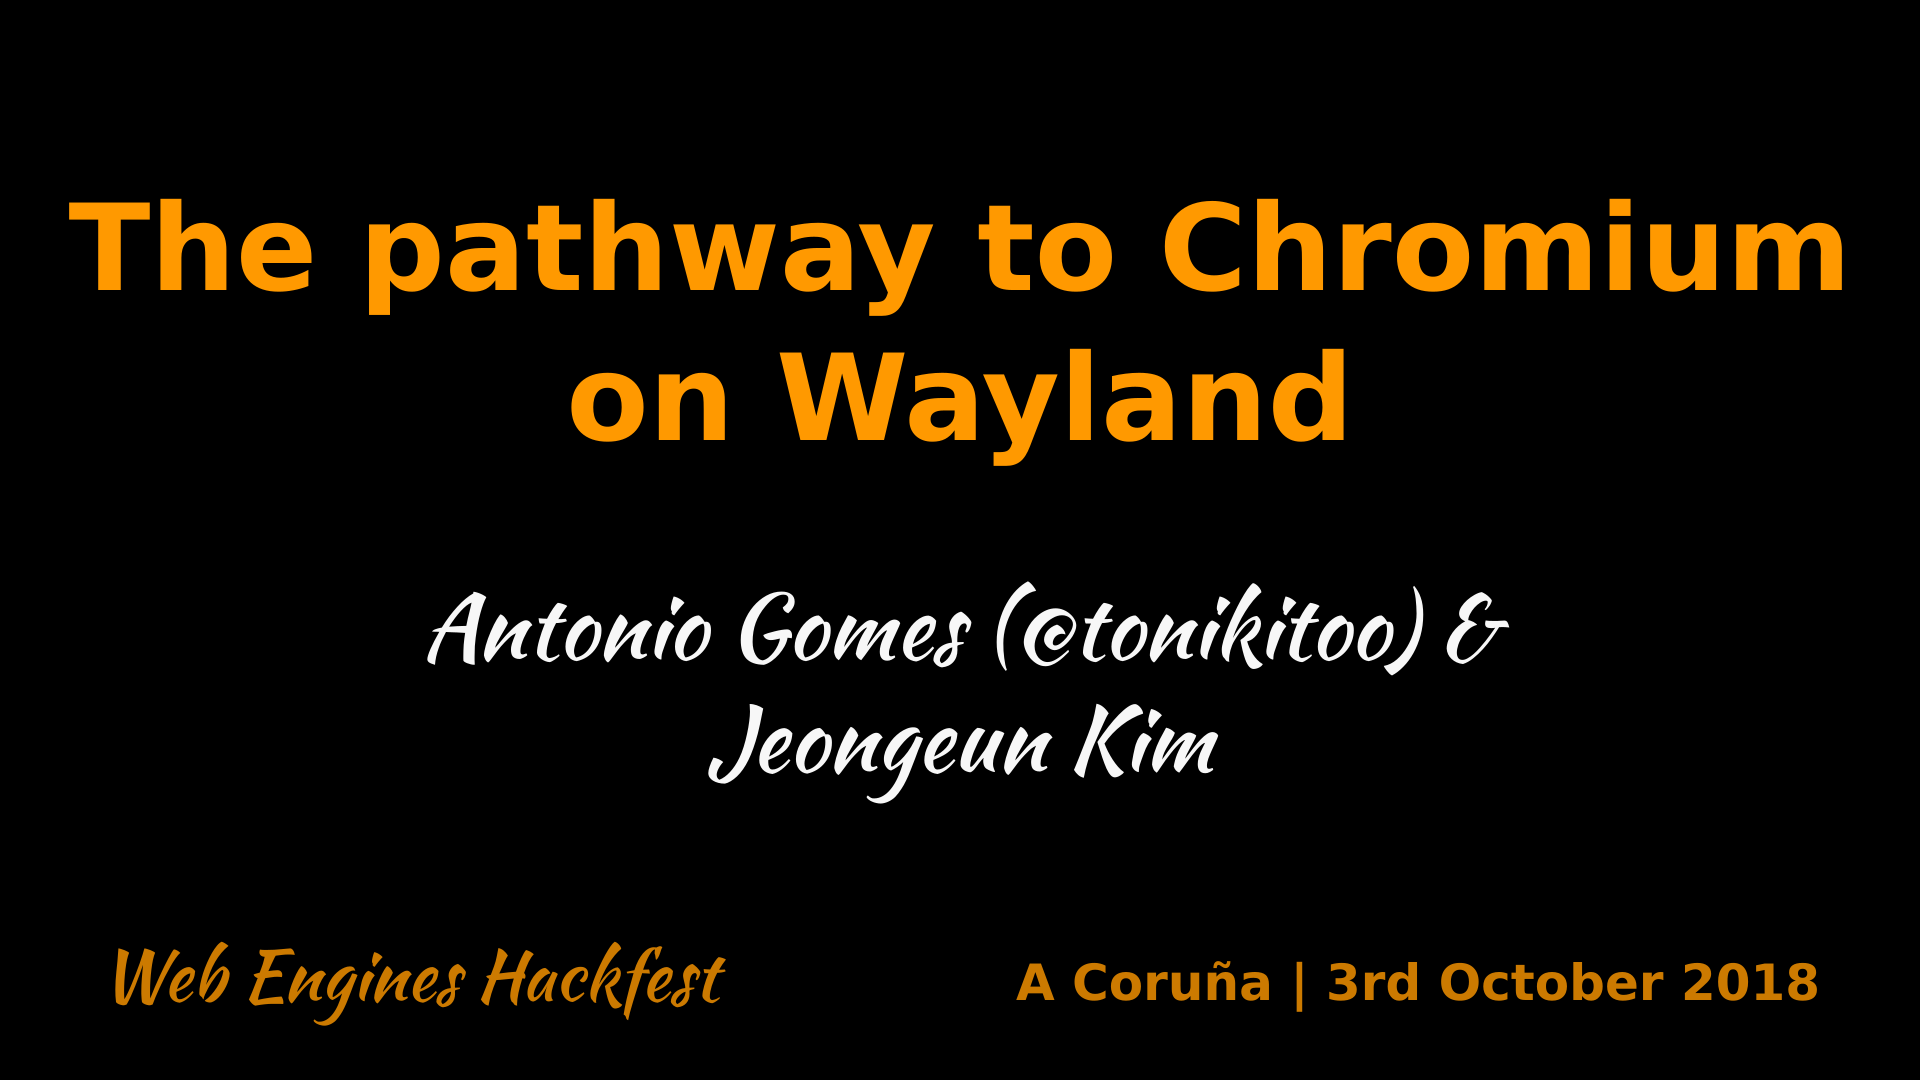 The pathway to Chromium
on Wayland
Antonio Gomes (@tonikitoo) &
Jeongeun Kim
Web Engines Hackfest
A Coruña | 3rd October 2018